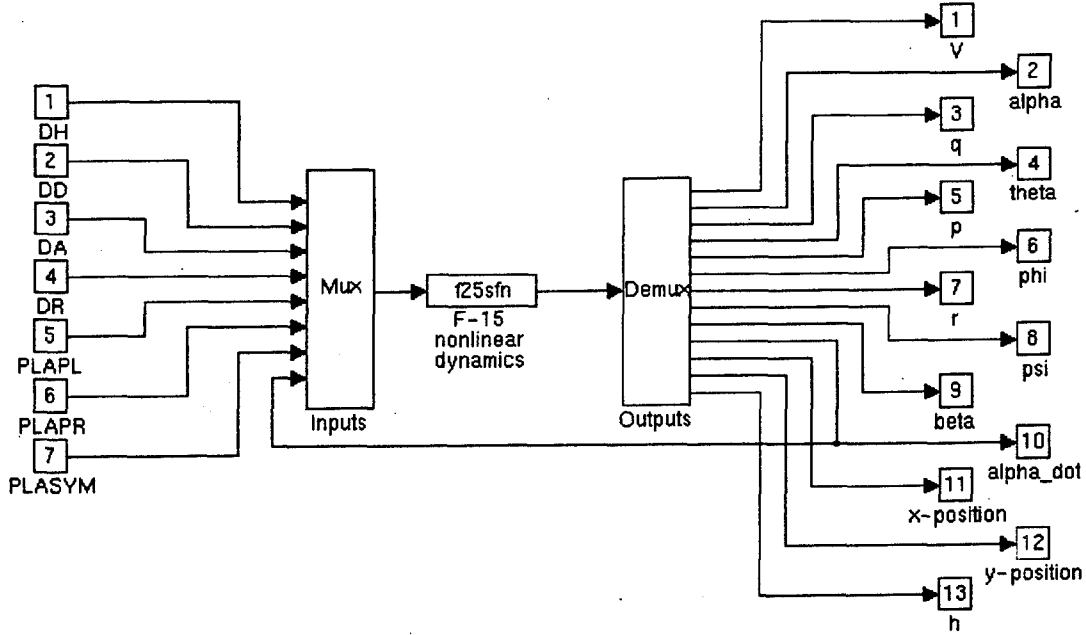 1
DH
2
DD
3
DA
4
DR
5
PLAPL
6
PLAPR
7
PLASYM
Mux
Inputs
f25sfn
F-15
nonlinear
dynamics
Demux
Outputs
1
V
2
alpha
3
q
4
theta
5
p
6
phi
7
r
8
psi
9
beta
10
alpha_dot
11
x-position
12
y-position
13
h